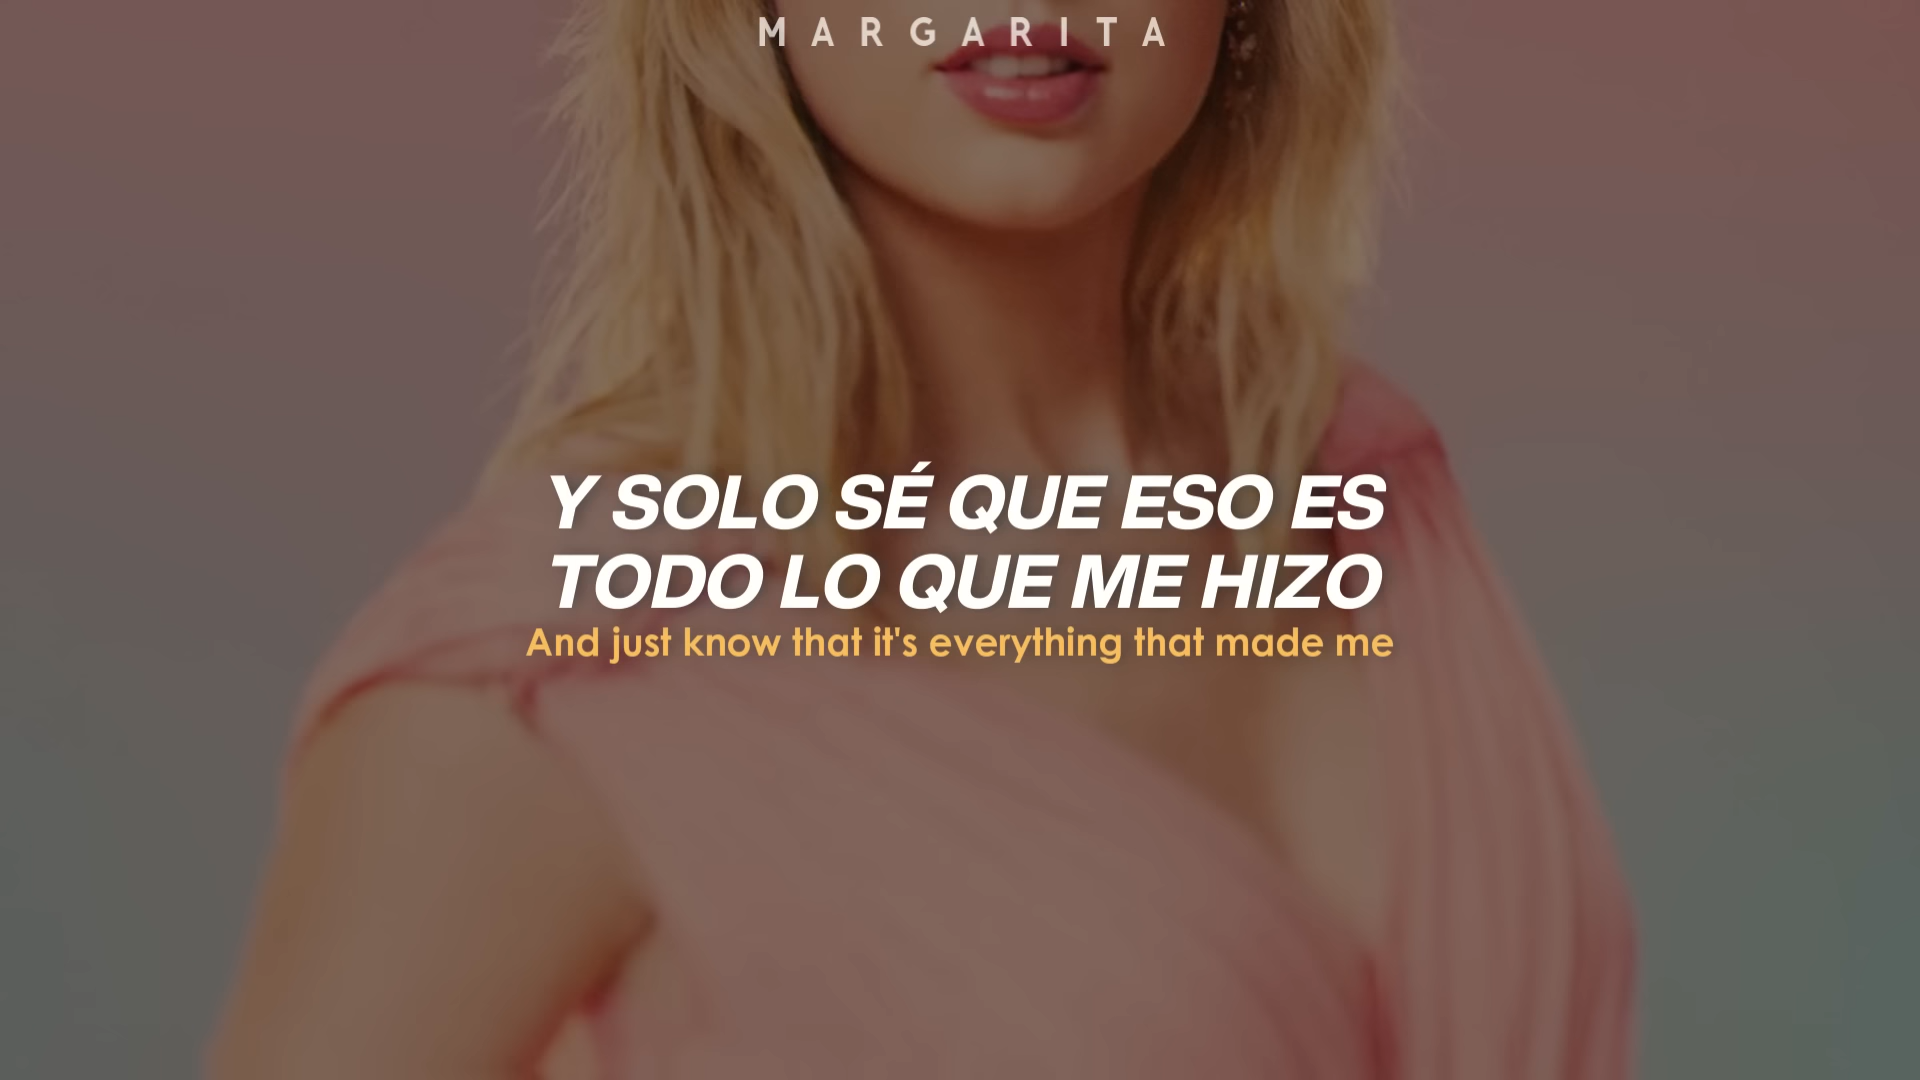 MARGARITA
Y SOLO SÉ QUE ESO ES
TODO LO QUE ME HIZO
And just know that it's everything that made me